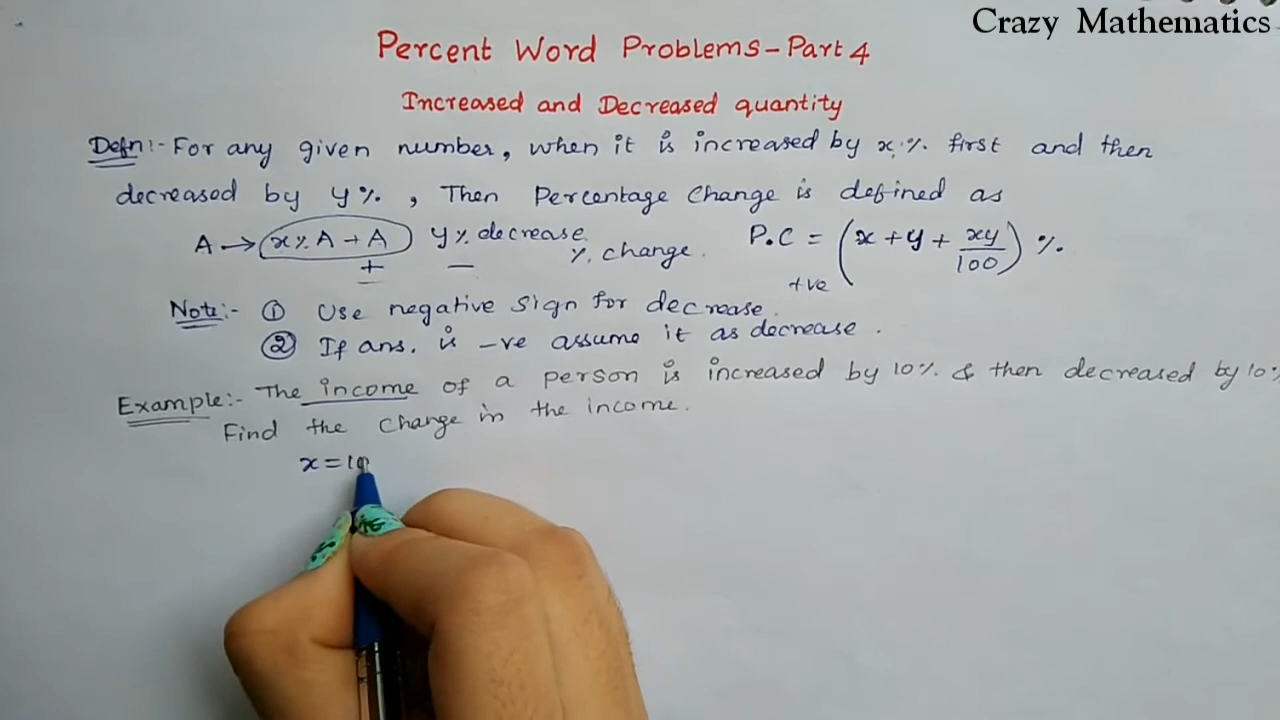 Crazy Mathematics
Percent Word Problems - Part 4
Increased and Decreased quantity
Defn:- For any given number, when it is increased by x% first and then
decreased by y%, Then Percentage Change is defined as
A → x% A + A y% decrease % change. P.C = (x + y + xy/100) %
+ − +ve
Note:- ① Use negative sign for decrease.
② If ans. is -ve assume it as decrease.
Example:- The income of a person is increased by 10% & then decreased by 10%
Find the change in the income.
x = 10